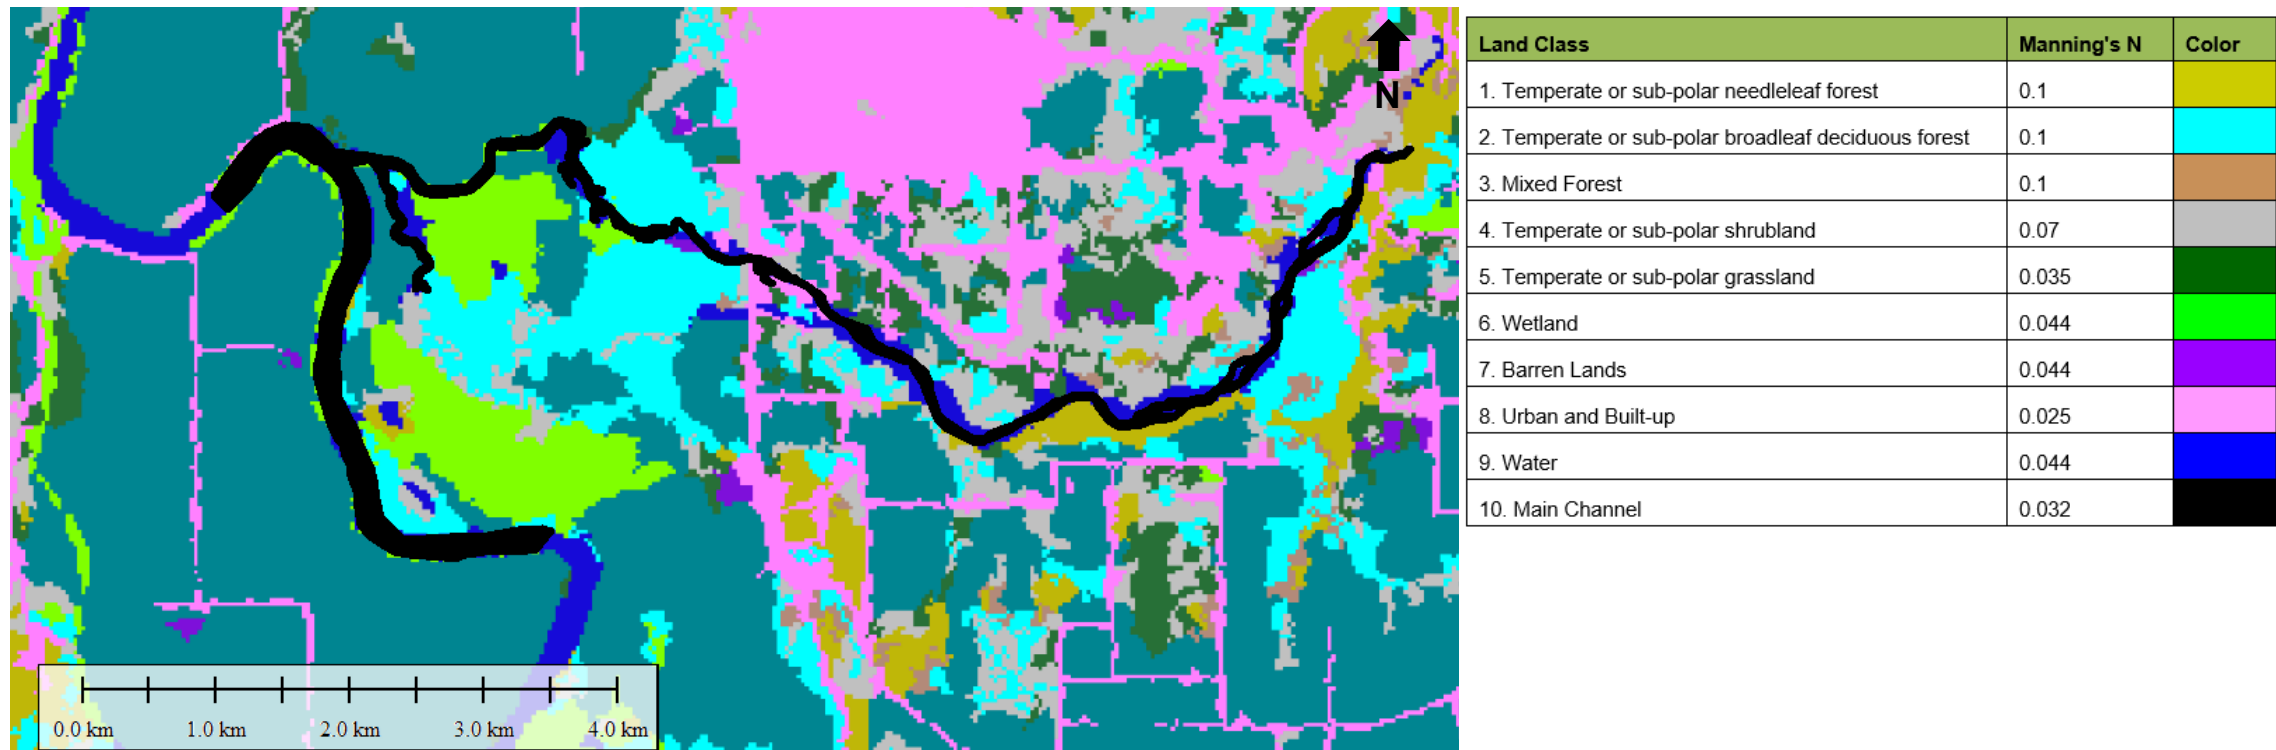 N
0.0 km 1.0 km 2.0 km 3.0 km 4.0 km
Land Class Manning's N Color
1. Temperate or sub-polar needleleaf forest 0.1
2. Temperate or sub-polar broadleaf deciduous forest 0.1
3. Mixed Forest 0.1
4. Temperate or sub-polar shrubland 0.07
5. Temperate or sub-polar grassland 0.035
6. Wetland 0.044
7. Barren Lands 0.044
8. Urban and Built-up 0.025
9. Water 0.044
10. Main Channel 0.032